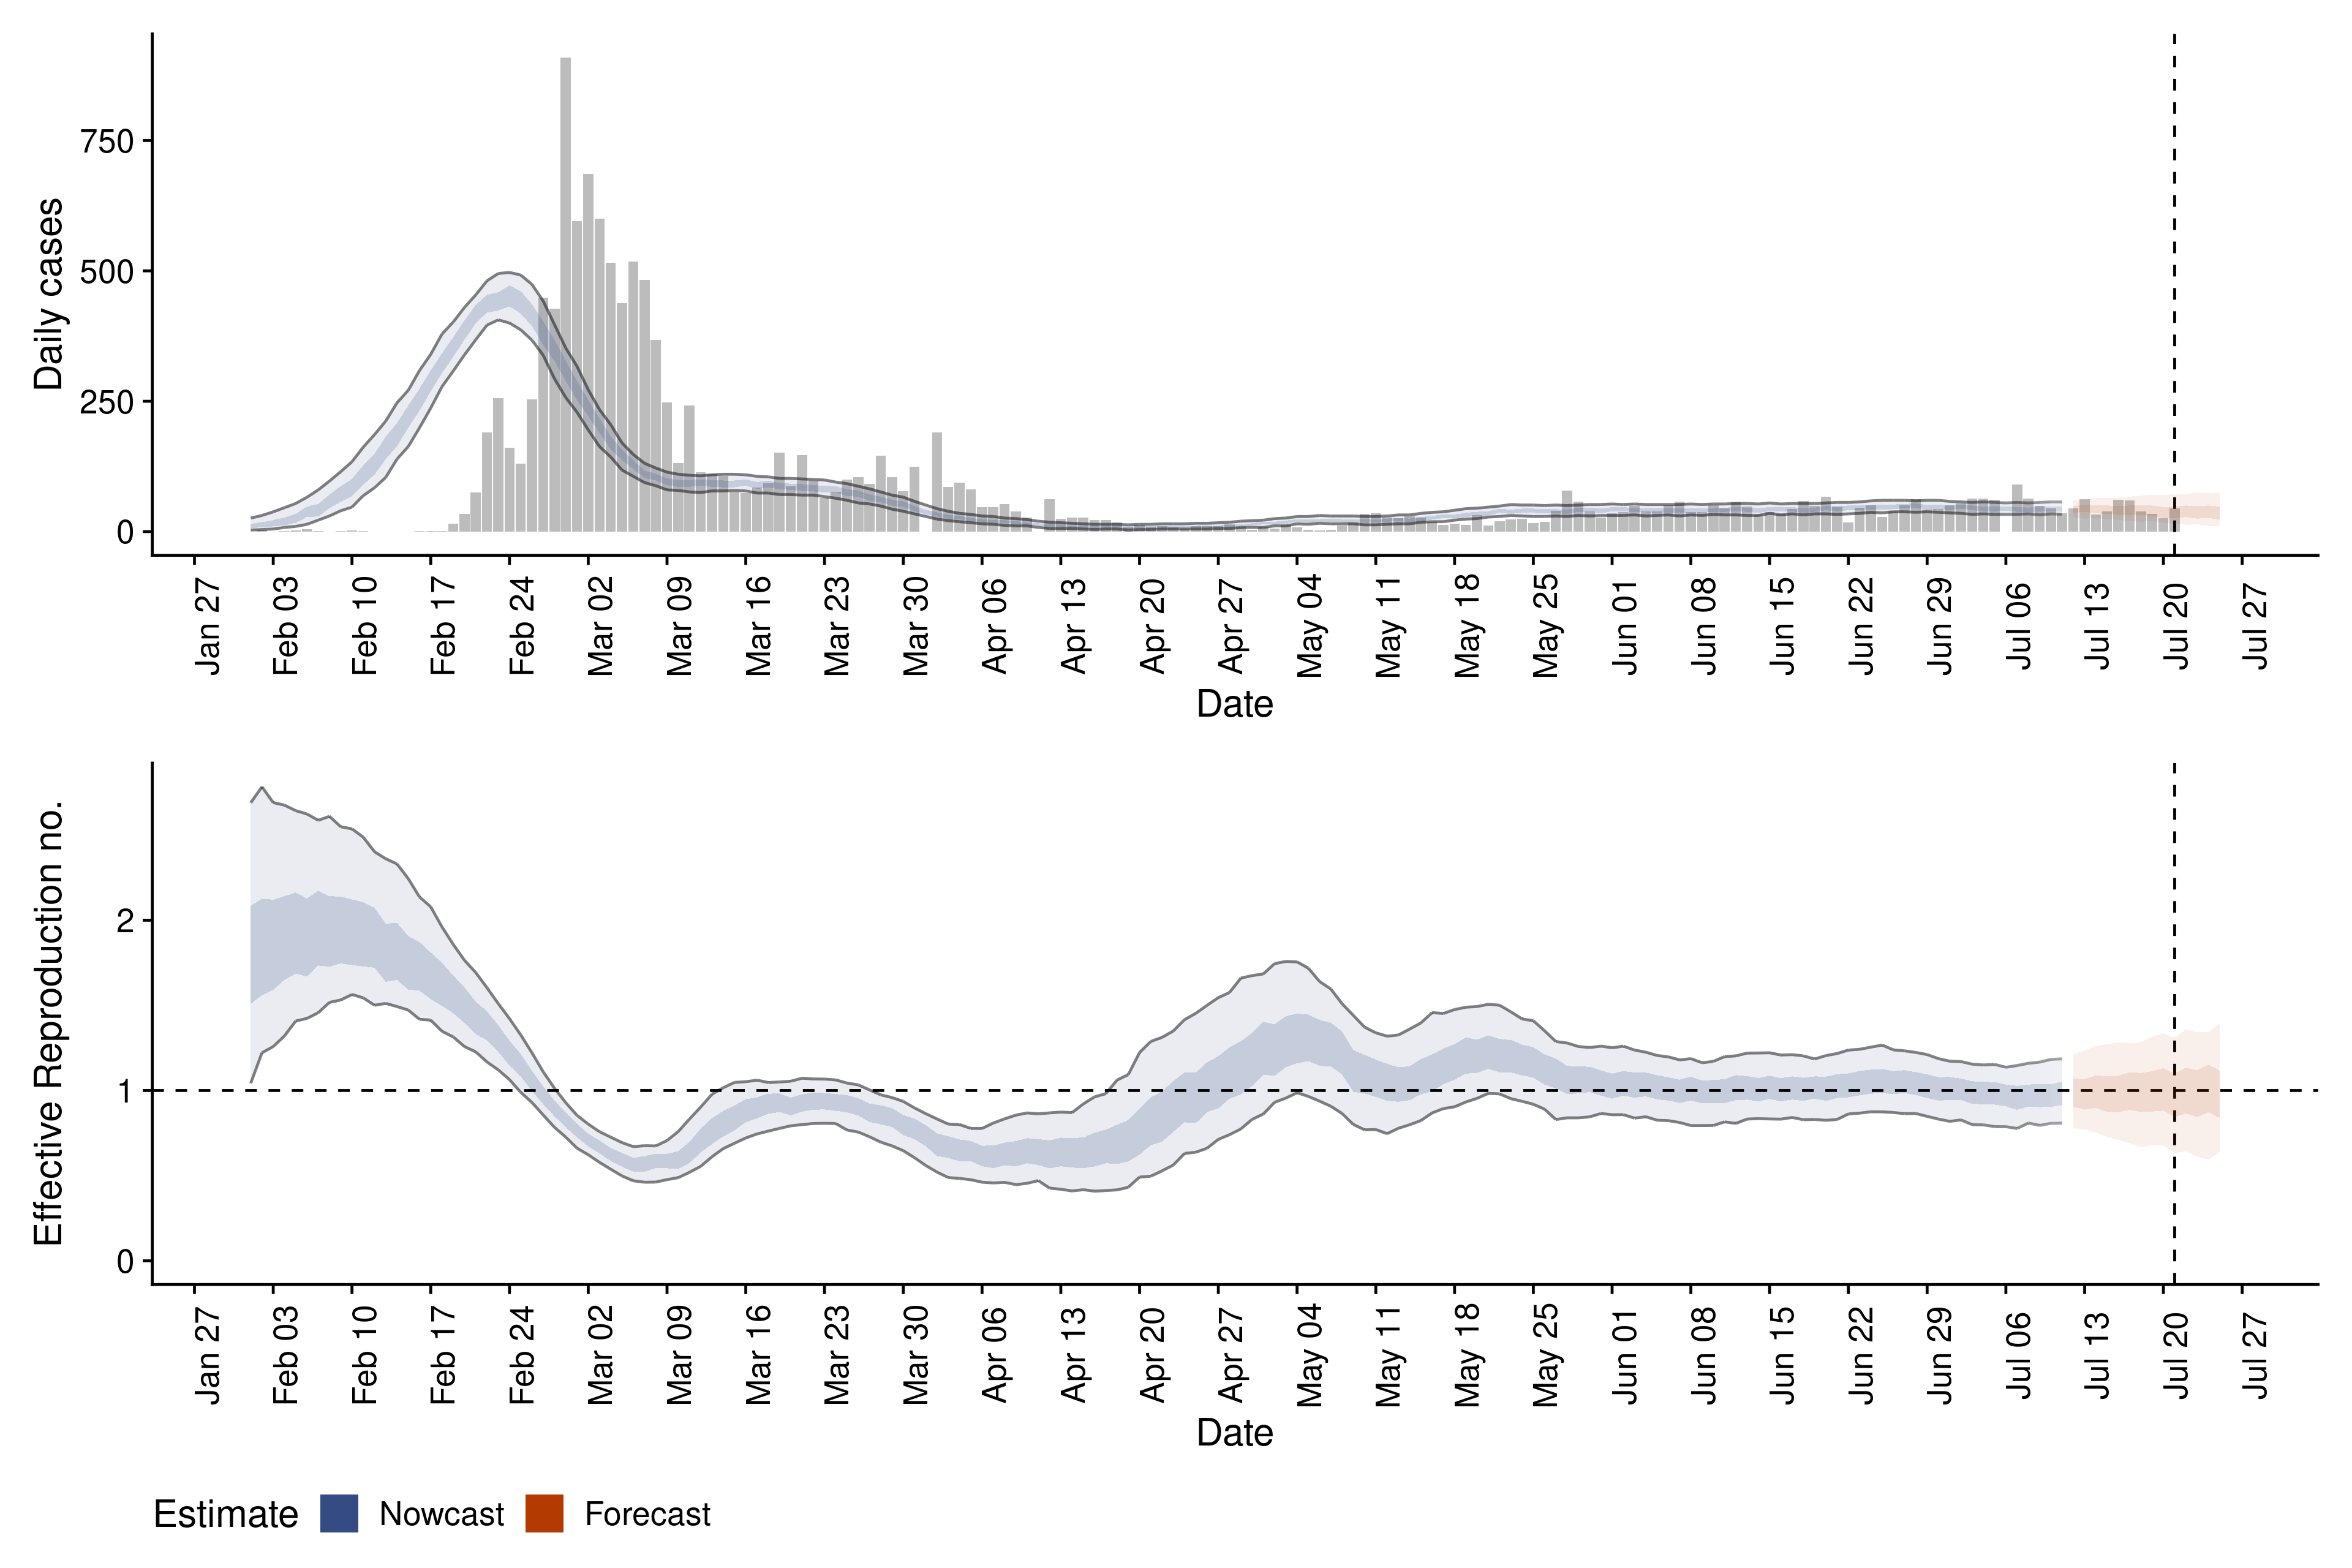 Daily cases
750
500
250
0
Jan 27
Feb 03
Feb 10
Feb 17
Feb 24
Mar 02
Mar 09
Mar 16
Mar 23
Mar 30
Apr 06
Apr 13
Apr 20
Apr 27
May 04
May 11
May 18
May 25
Jun 01
Jun 08
Jun 15
Jun 22
Jun 29
Jul 06
Jul 13
Jul 20
Jul 27
Date
Effective Reproduction no.
2
1
0
Jan 27
Feb 03
Feb 10
Feb 17
Feb 24
Mar 02
Mar 09
Mar 16
Mar 23
Mar 30
Apr 06
Apr 13
Apr 20
Apr 27
May 04
May 11
May 18
May 25
Jun 01
Jun 08
Jun 15
Jun 22
Jun 29
Jul 06
Jul 13
Jul 20
Jul 27
Date
Estimate Nowcast Forecast